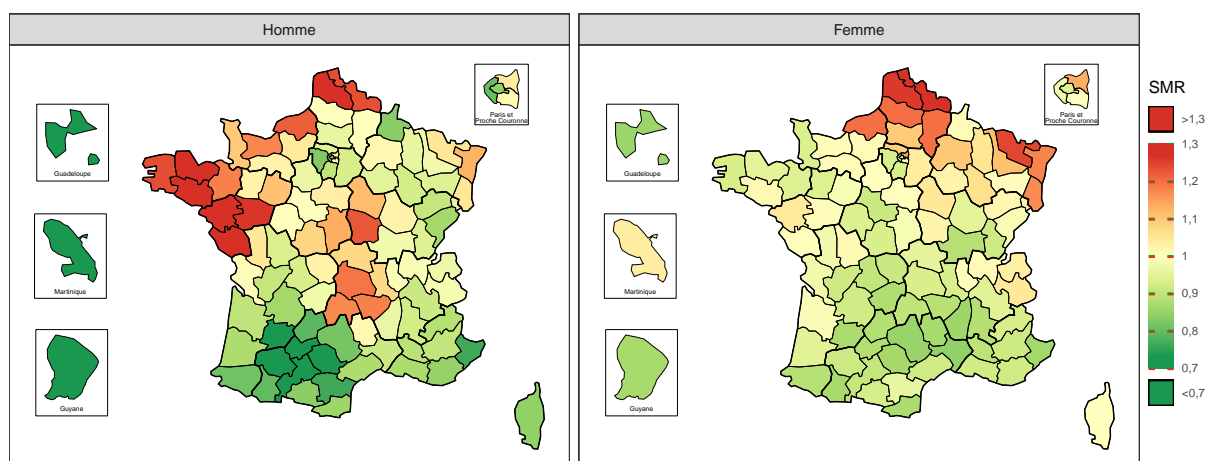 Homme
Guadeloupe
Martinique
Guyane
Paris et
Proche Couronne
Femme
Guadeloupe
Martinique
Guyane
Paris et
Proche Couronne
SMR
>1,3
1,3
1,2
1,1
1
0,9
0,8
0,7
<0,7